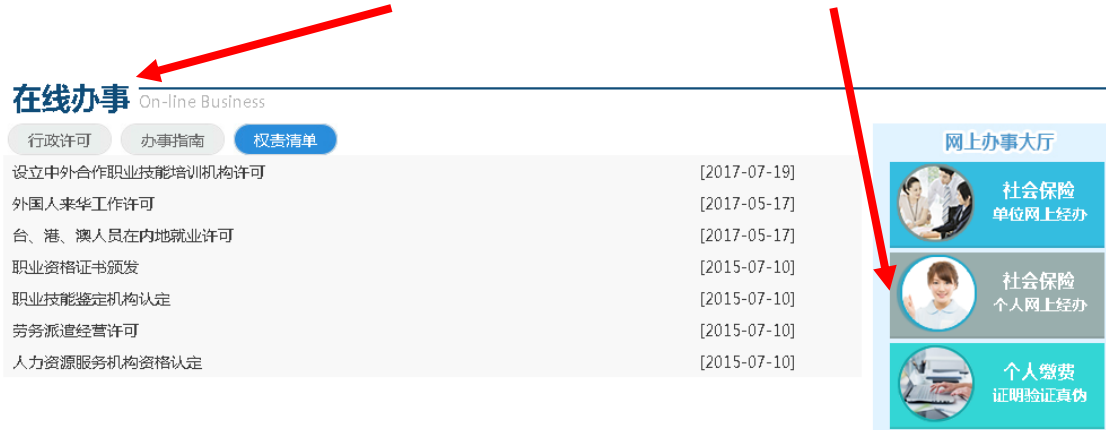 在线办事 On-line Business
行政许可 办事指南 权责清单
设立中外合作职业技能培训机构许可 [2017-07-19]
外国人来华工作许可 [2017-05-17]
台、港、澳人员在内地就业许可 [2017-05-17]
职业资格证书颁发 [2015-07-10]
职业技能鉴定机构认定 [2015-07-10]
劳务派遣经营许可 [2015-07-10]
人力资源服务机构资格认定 [2015-07-10]
网上办事大厅
社会保险
单位网上经办
社会保险
个人网上经办
个人缴费
证明验证真伪